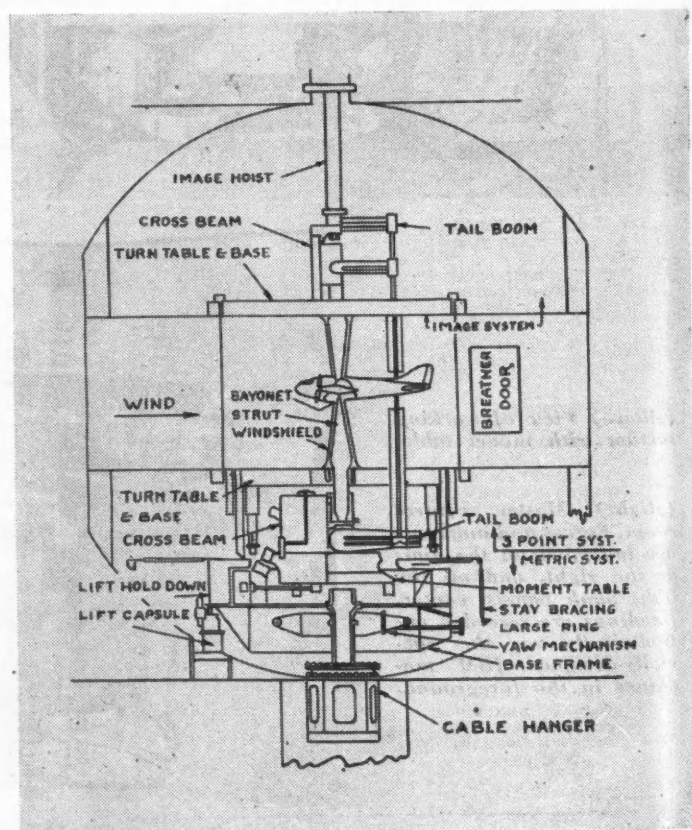 IMAGE HOIST
CROSS BEAM
TAIL BOOM
TURN TABLE & BASE
IMAGE SYSTEM
WIND
BAYONET
STRUT
WINDSHIELD
BREATHER
DOOR
TURN TABLE
& BASE
CROSS BEAM
TAIL BOOM
3 POINT SYST.
METRIC SYST.
LIFT HOLD DOWN
LIFT CAPSULE
MOMENT TABLE
STAY BRACING
LARGE RING
YAW MECHANISM
BASE FRAME
CABLE HANGER